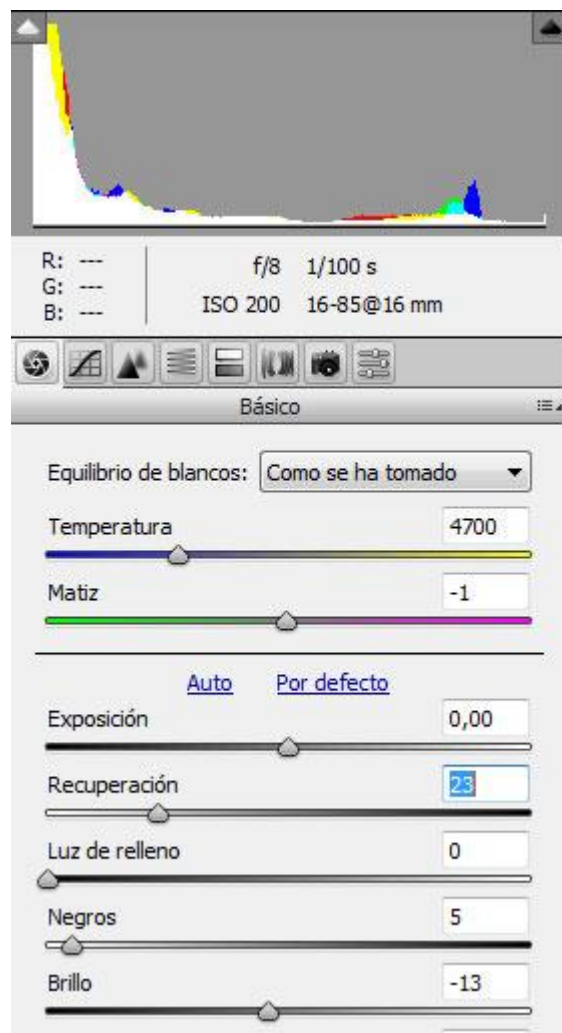 R: --- f/8 1/100 s
G: ---
B: --- ISO 200 16-85@16 mm
Básico
Equilibrio de blancos: Como se ha tomado
Temperatura 4700
Matiz -1
Auto Por defecto
Exposición 0,00
Recuperación 23
Luz de relleno 0
Negros 5
Brillo -13